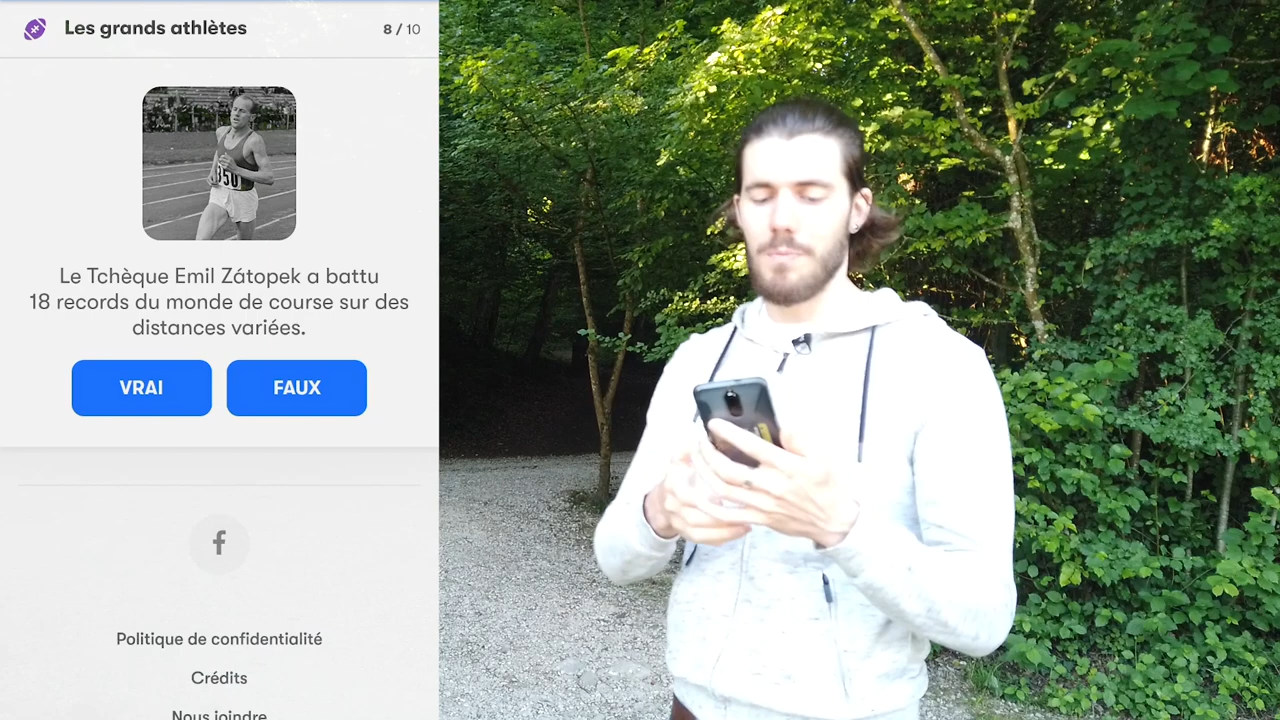 Les grands athlètes
8 / 10
350
Le Tchèque Emil Zátopek a battu
18 records du monde de course sur des
distances variées.
VRAI
FAUX
Politique de confidentialité
Crédits
Nous joindre